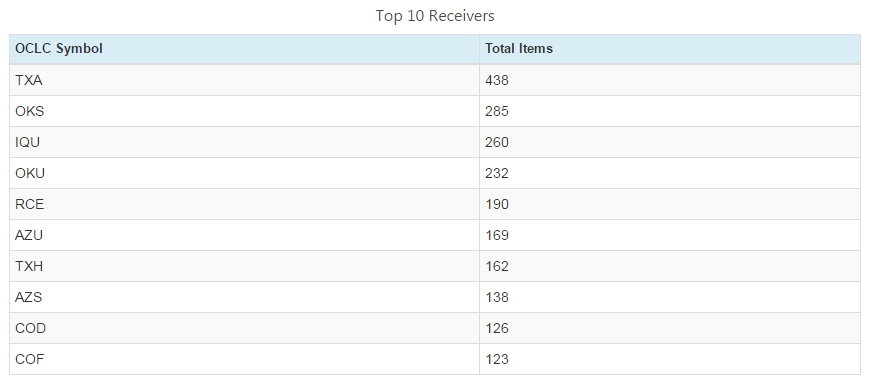 Top 10 Receivers
OCLC Symbol Total Items
TXA 438
OKS 285
IQU 260
OKU 232
RCE 190
AZU 169
TXH 162
AZS 138
COD 126
COF 123